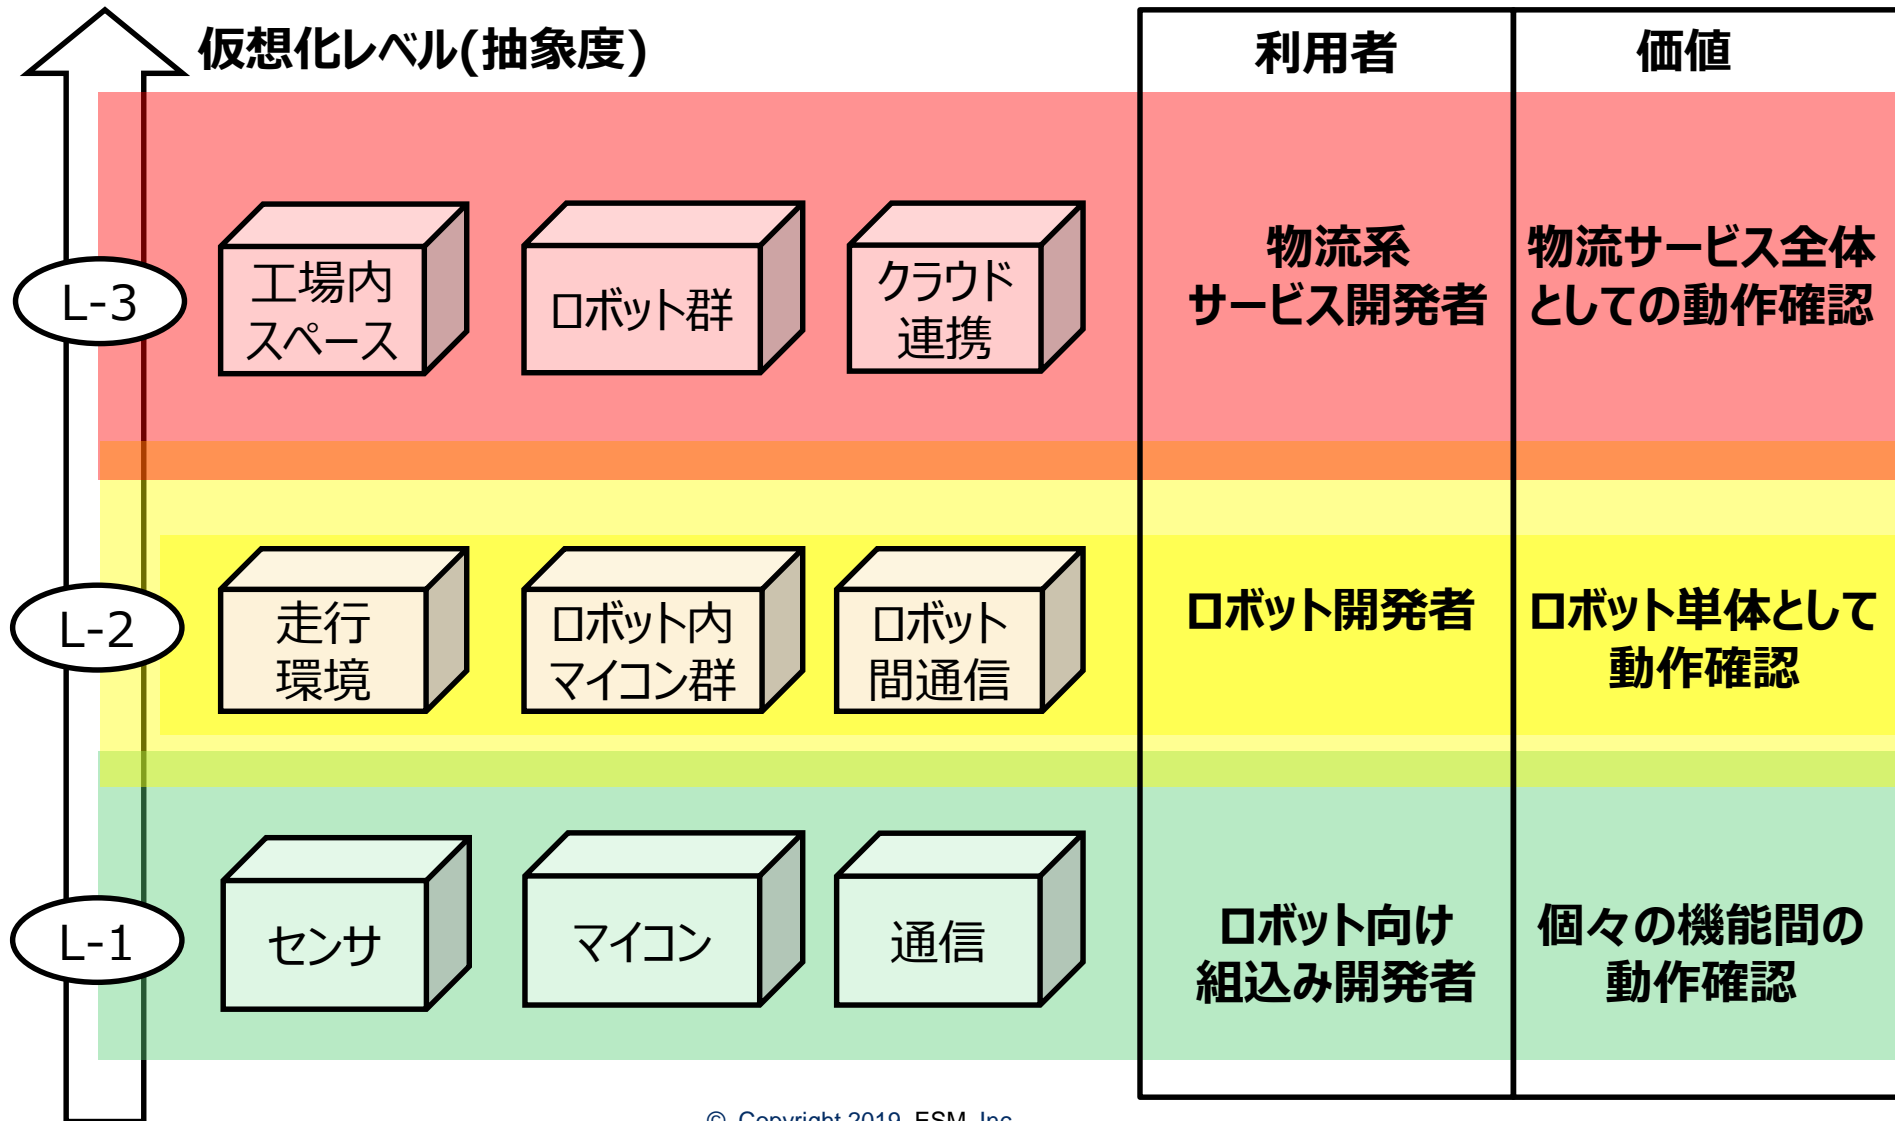 仮想化レベル(抽象度)
利用者
価値
L-3
工場内
スペース
ロボット群
クラウド
連携
物流系
サービス開発者
物流サービス全体
としての動作確認
L-2
走行
環境
ロボット内
マイコン群
ロボット
間通信
ロボット開発者
ロボット単体として
動作確認
L-1
センサ
マイコン
通信
ロボット向け
組込み開発者
個々の機能間の
動作確認
© Copyright 2019 ESM, Inc